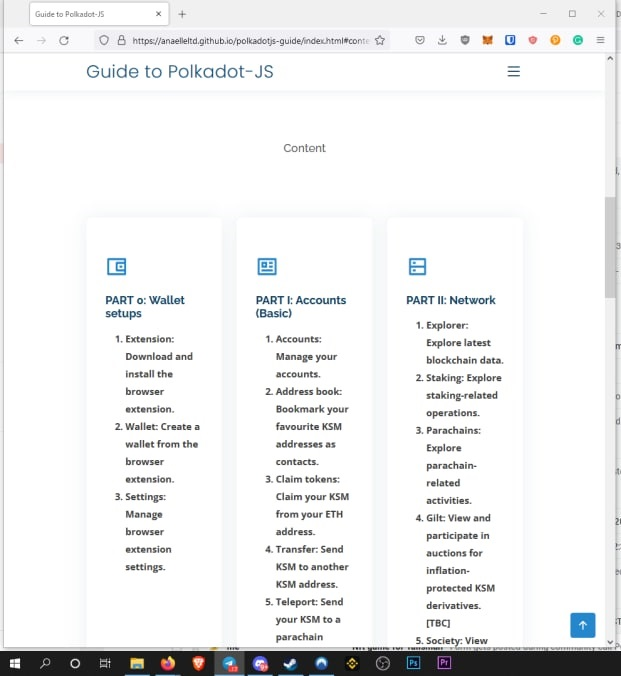 Guide to Polkadot-JS
https://anaelleltd.github.io/polkadotjs-guide/index.html#conte
Guide to Polkadot-JS
Content
PART 0: Wallet
setups
1. Extension:
Download and
install the
browser
extension.
2. Wallet: Create a
wallet from the
browser
extension.
3. Settings:
Manage
browser
extension
settings.
PART I: Accounts
(Basic)
1. Accounts:
Manage your
accounts.
2. Address book:
Bookmark your
favourite KSM
addresses as
contacts.
3. Claim tokens:
Claim your KSM
from your ETH
address.
4. Transfer: Send
KSM to another
KSM address.
5. Teleport: Send
your KSM to a
parachain
PART II: Network
1. Explorer:
Explore latest
blockchain data.
2. Staking: Explore
staking-related
operations.
3. Parachains:
Explore
parachain-
related
activities.
4. Gilt: View and
participate in
auctions for
inflation-
protected KSM
derivatives.
[TBC]
5. Society: View
Ps
Pr